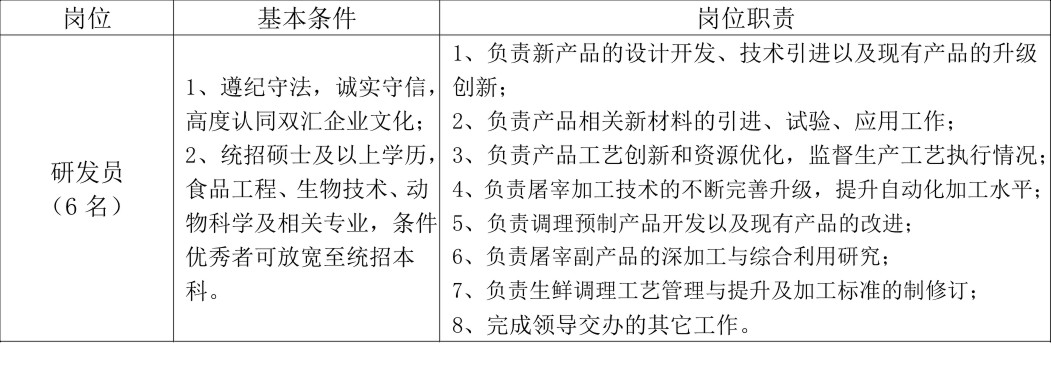 岗位
基本条件
岗位职责
研发员
（6 名）
1、遵纪守法，诚实守信，
高度认同双汇企业文化；
2、统招硕士及以上学历，
食品工程、生物技术、动
物科学及相关专业，条件
优秀者可放宽至统招本
科。
1、负责新产品的设计开发、技术引进以及现有产品的升级
创新；
2、负责产品相关新材料的引进、试验、应用工作；
3、负责产品工艺创新和资源优化，监督生产工艺执行情况；
4、负责屠宰加工技术的不断完善升级，提升自动化加工水平；
5、负责调理预制产品开发以及现有产品的改进；
6、负责屠宰副产品的深加工与综合利用研究；
7、负责生鲜调理工艺管理与提升及加工标准的制修订；
8、完成领导交办的其它工作。